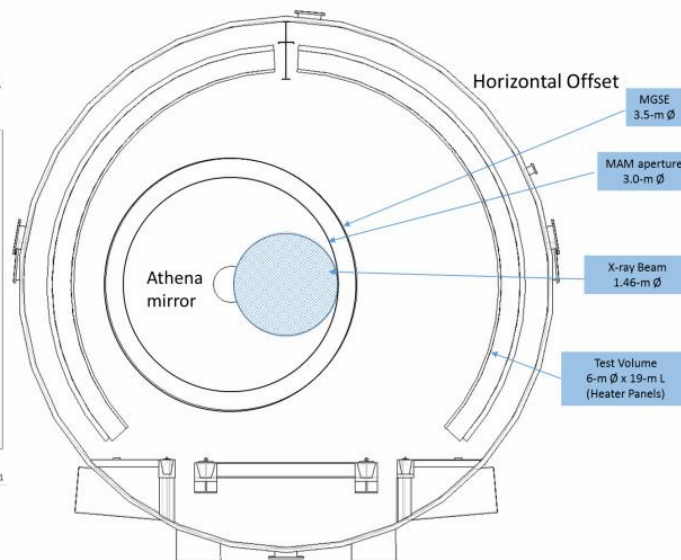 Horizontal Offset
MGSE
3.5-m Ø
MAM aperture
3.0-m Ø
Athena
mirror
X-ray Beam
1.46-m Ø
Test Volume
6-m Ø x 19-m L
(Heater Panels)